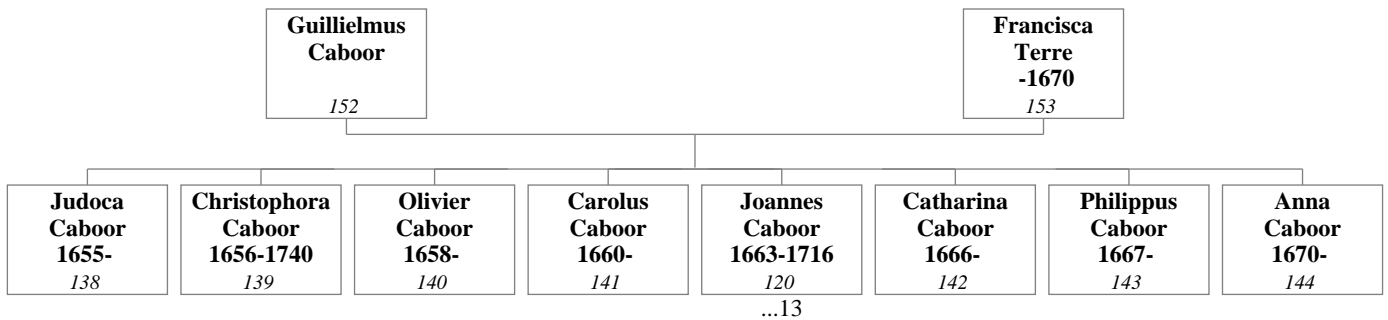 Guillielmus
Caboor
152
Francisca
Terre
-1670
153
Judoca
Caboor
1655-
138
Christophora
Caboor
1656-1740
139
Olivier
Caboor
1658-
140
Carolus
Caboor
1660-
141
Joannes
Caboor
1663-1716
120
...13
Catharina
Caboor
1666-
142
Philippus
Caboor
1667-
143
Anna
Caboor
1670-
144